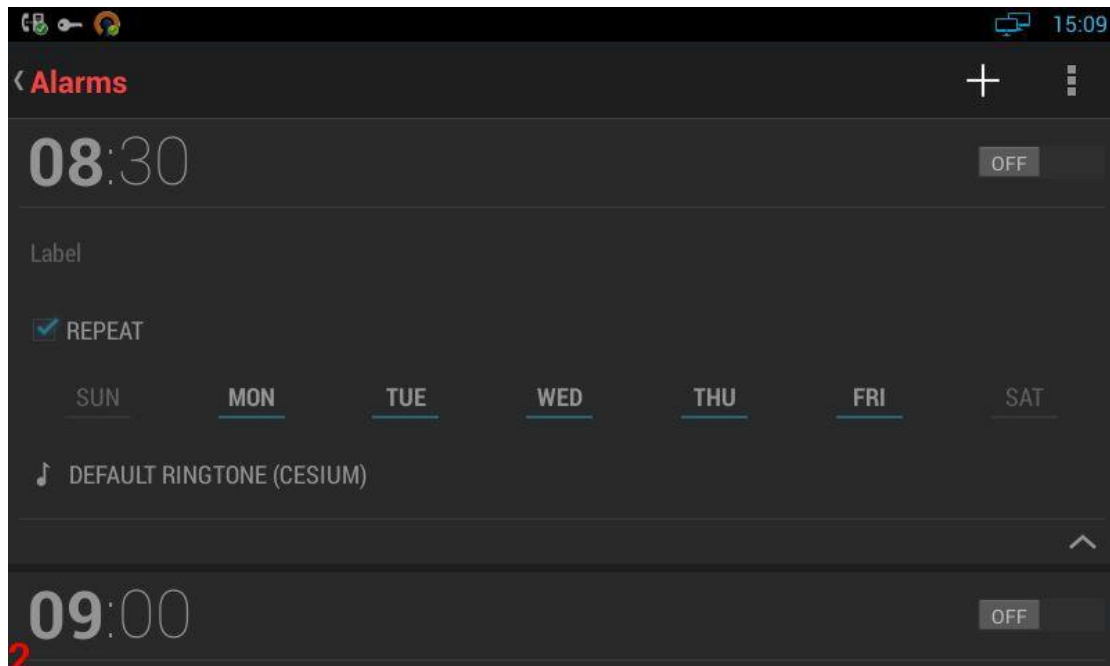 15:09
Alarms
08:30
OFF
Label
REPEAT
SUN MON TUE WED THU FRI SAT
DEFAULT RINGTONE (CESIUM)
09:00
OFF
2